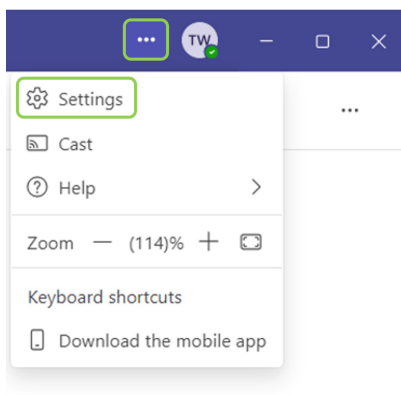 TW
Settings
Cast
Help
Zoom — (114)% +
Keyboard shortcuts
Download the mobile app